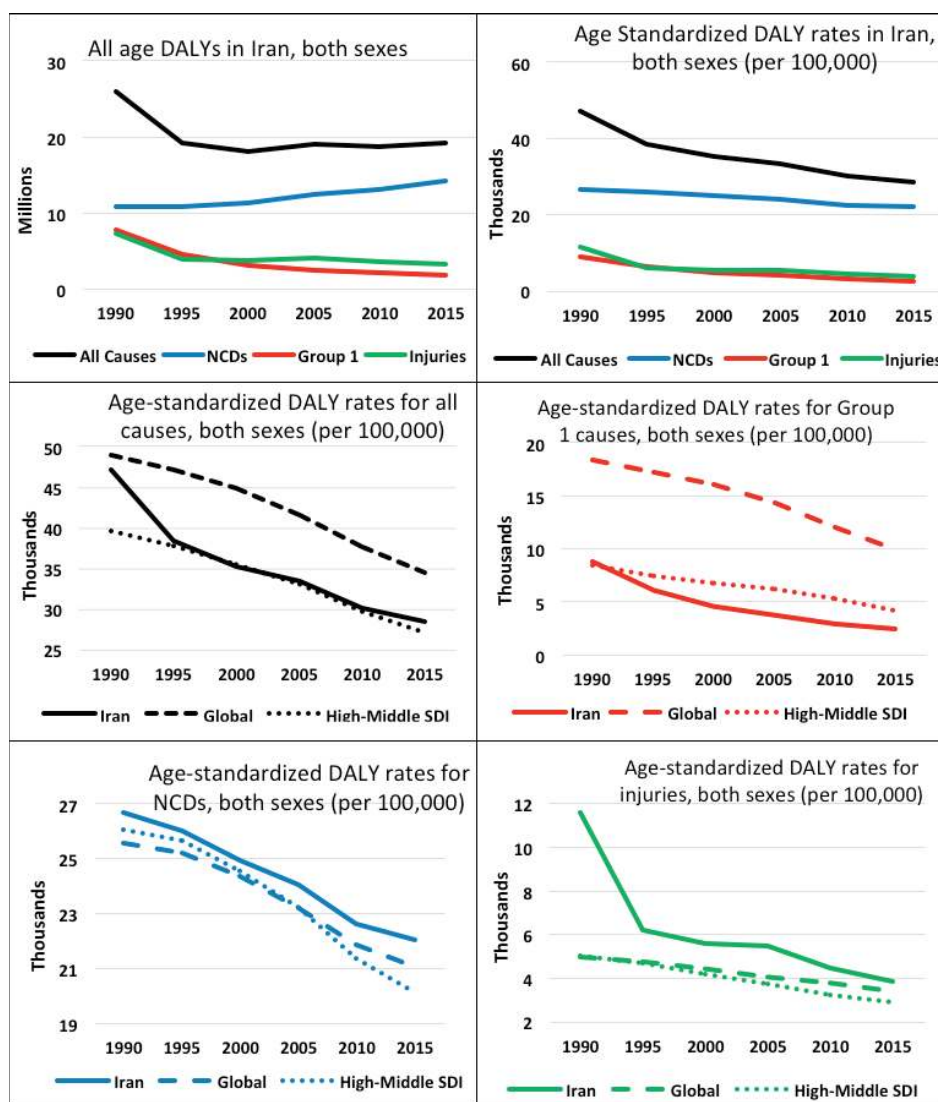 All age DALYs in Iran, both sexes
30
20
10
0
Millions
1990 1995 2000 2005 2010 2015
All Causes NCDs Group 1 Injuries
Age Standardized DALY rates in Iran,
both sexes (per 100,000)
60
40
20
0
Thousands
1990 1995 2000 2005 2010 2015
All Causes NCDs Group 1 Injuries
Age-standardized DALY rates for all
causes, both sexes (per 100,000)
50
45
40
35
30
25
Thousands
1990 1995 2000 2005 2010 2015
Iran Global High-Middle SDI
Age-standardized DALY rates for Group
1 causes, both sexes (per 100,000)
20
15
10
5
0
Thousands
1990 1995 2000 2005 2010 2015
Iran Global High-Middle SDI
Age-standardized DALY rates for
NCDs, both sexes (per 100,000)
27
25
23
21
19
Thousands
1990 1995 2000 2005 2010 2015
Iran Global High-Middle SDI
Age-standardized DALY rates for
injuries, both sexes (per 100,000)
12
10
8
6
4
2
Thousands
1990 1995 2000 2005 2010 2015
Iran Global High-Middle SDI